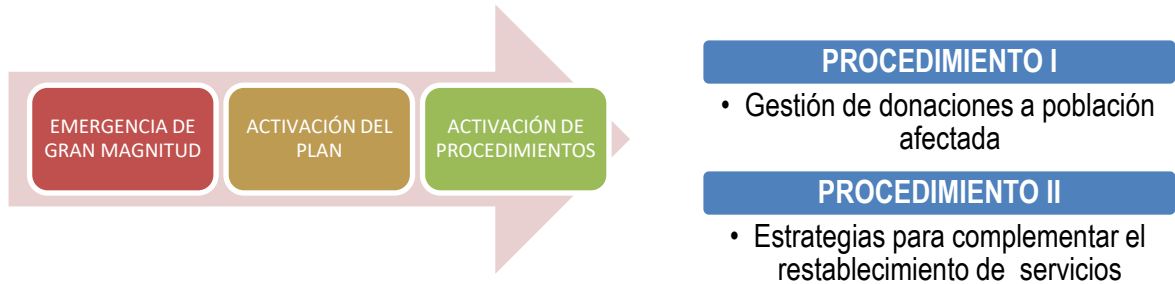 EMERGENCIA DE
GRAN MAGNITUD
ACTIVACIÓN DEL
PLAN
ACTIVACIÓN DE
PROCEDIMIENTOS
PROCEDIMIENTO I
• Gestión de donaciones a población
afectada
PROCEDIMIENTO II
• Estrategias para complementar el
restablecimiento de servicios